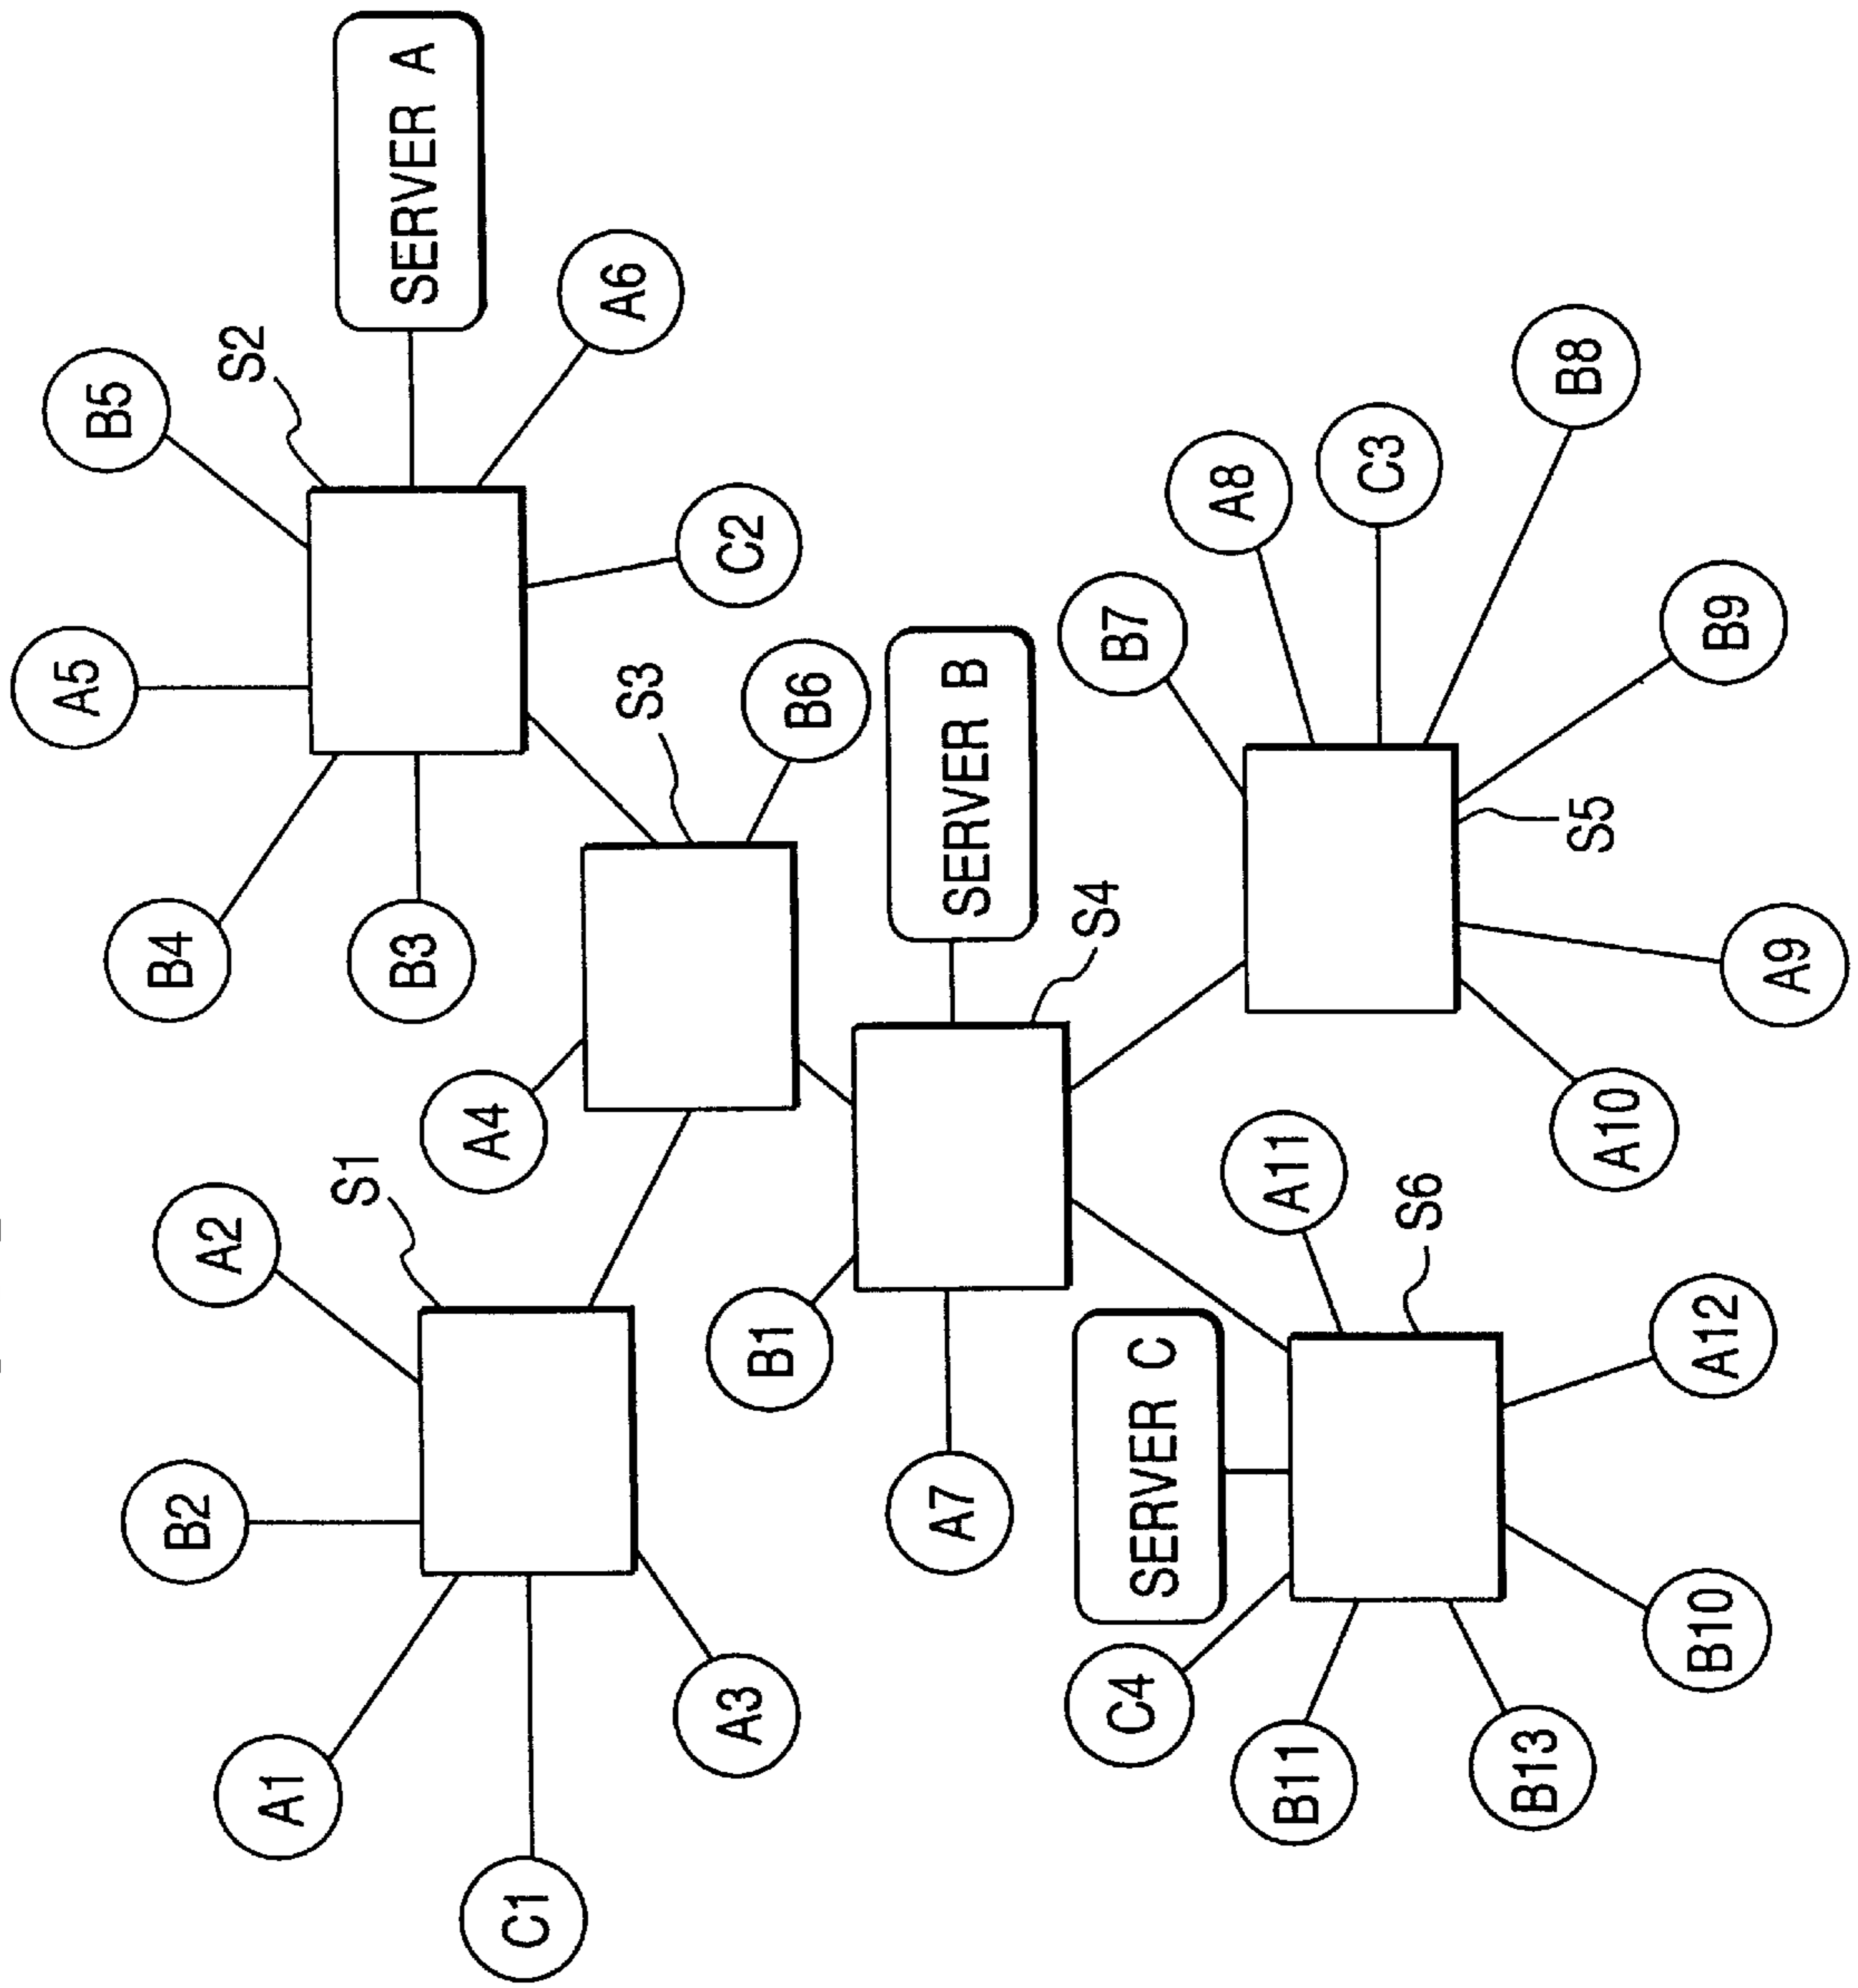 C1
A1
B2
A2
S1
A3
A4
B4
A5
B5
S2
B3
SERVER A
A6
C2
S3
B6
B1
A7
SERVER B
S4
C4
SERVER C
B11
B13
B10
A12
S6
A11
B7
A8
C3
B8
B9
S5
A9
A10